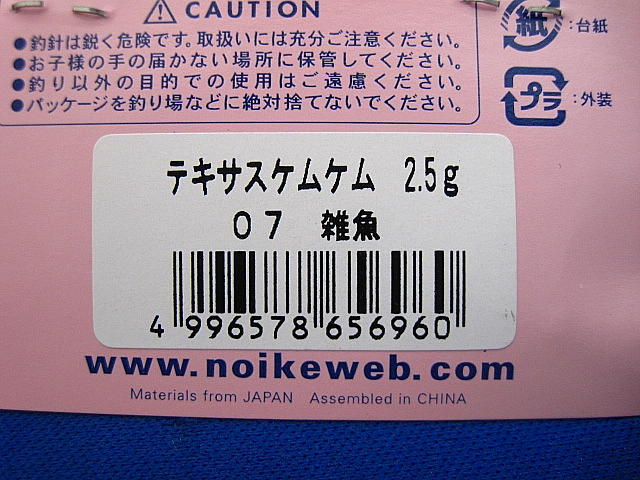 CAUTION
●釣針は鋭く危険です。取扱いには充分ご注意ください。
●お子様の手の届かない場所に保管してください。
●釣り以外の目的での使用はご遠慮ください。
●パッケージを釣り場などに絶対捨てないでください。
紙:台紙
プラ:外装
テキサスケムケム 2.5g
07 雑魚
4 996578 656960
www.noikeweb.com
Materials from JAPAN Assembled in CHINA